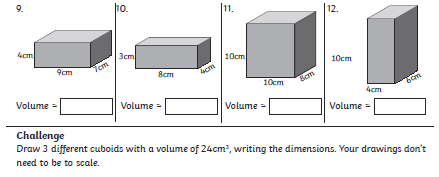 9.
4cm
9cm
7cm
Volume =
10.
3cm
8cm
4cm
Volume =
11.
10cm
10cm
8cm
Volume =
12.
10cm
4cm
6cm
Volume =
Challenge
Draw 3 different cuboids with a volume of 24cm³, writing the dimensions. Your drawings don't
need to be to scale.